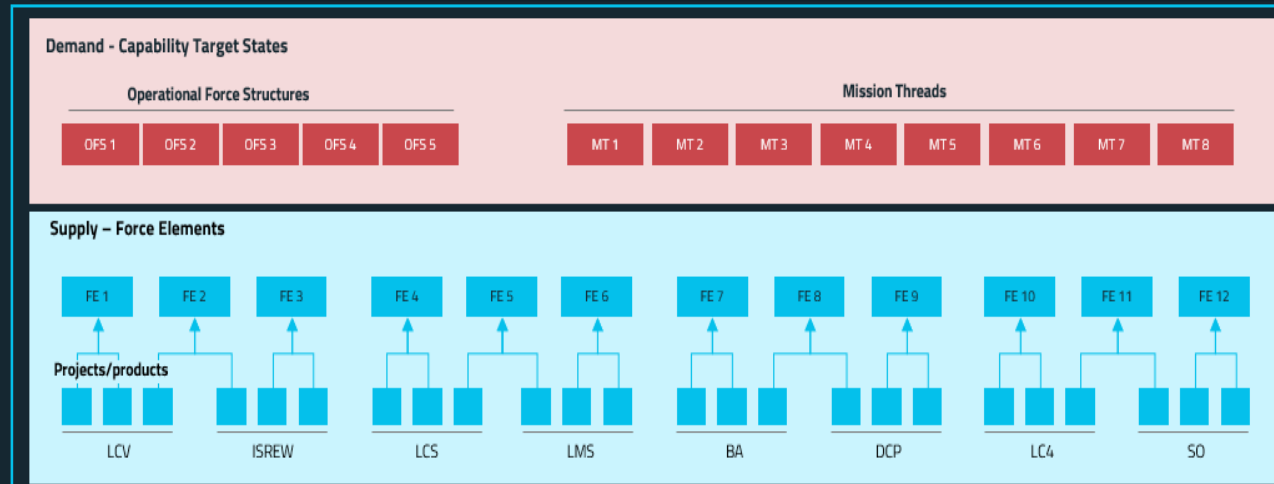 Demand - Capability Target States
Operational Force Structures
Mission Threads
OFS 1 OFS 2 OFS 3 OFS 4 OFS 5
MT 1 MT 2 MT 3 MT 4 MT 5 MT 6 MT 7 MT 8
Supply – Force Elements
FE 1 FE 2 FE 3 FE 4 FE 5 FE 6 FE 7 FE 8 FE 9 FE 10 FE 11 FE 12
Projects/products
LCV ISREW LCS LMS BA DCP LC4 SO